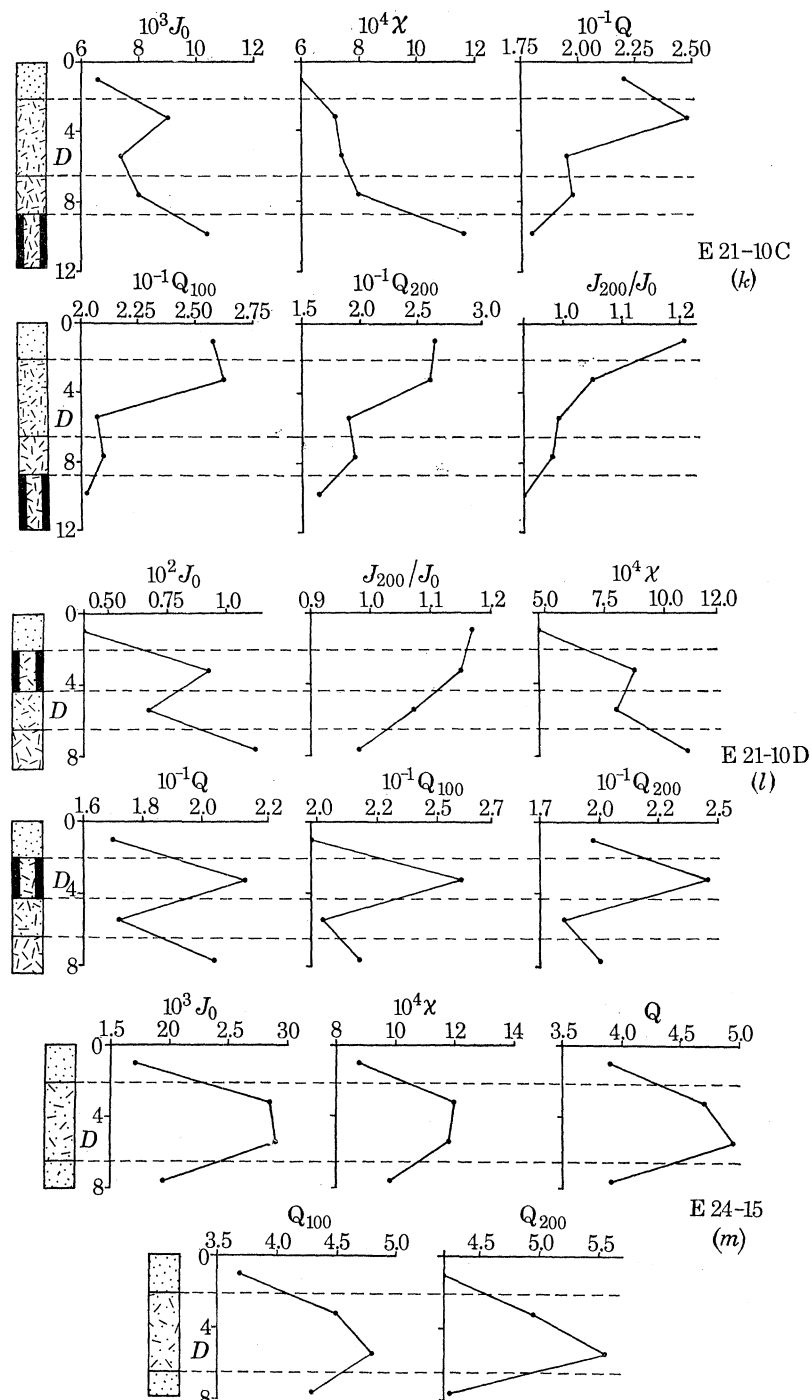 10³J₀ 10⁴χ 10⁻¹Q
6 8 10 12 6 8 10 12 1.75 2.00 2.25 2.50
0
4
D
8
12
E 21–10C
(k)
10⁻¹Q₁₀₀ 10⁻¹Q₂₀₀ J₂₀₀/J₀
2.0 2.25 2.50 2.75 1.5 2.0 2.5 3.0 1.0 1.1 1.2
0
4
D
8
12
10²J₀ J₂₀₀/J₀ 10⁴χ
0.50 0.75 1.0 0.9 1.0 1.1 1.2 5.0 7.5 10.0 12.0
0
4
D
8
E 21–10D
(l)
10⁻¹Q 10⁻¹Q₁₀₀ 10⁻¹Q₂₀₀
1.6 1.8 2.0 2.2 2.0 2.2 2.5 2.7 1.7 2.0 2.2 2.5
0
D4
8
10³J₀ 10⁴χ Q
1.5 20 2.5 30 8 10 12 14 3.5 4.0 4.5 5.0
0
4
D
8
E 24–15
(m)
Q₁₀₀ Q₂₀₀
3.5 4.0 4.5 5.0 4.5 5.0 5.5
0
4
D
8